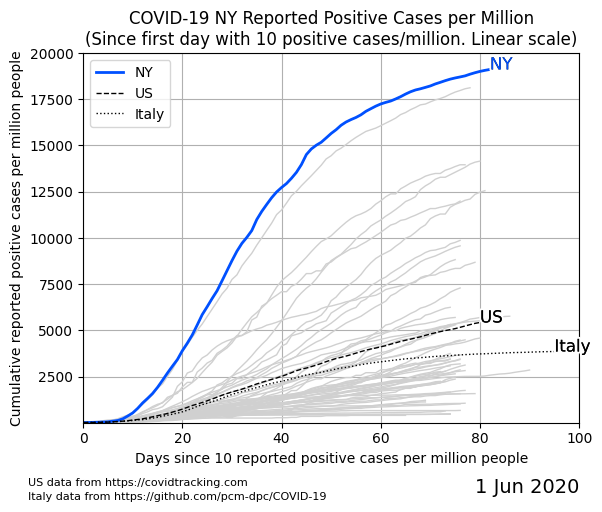 COVID-19 NY Reported Positive Cases per Million
(Since first day with 10 positive cases/million. Linear scale)
Cumulative reported positive cases per million people
20000
17500
15000
12500
10000
7500
5000
2500
NY
US
Italy
NY
US
Italy
0
20
40
60
80
100
Days since 10 reported positive cases per million people
US data from https://covidtracking.com
Italy data from https://github.com/pcm-dpc/COVID-19
1 Jun 2020